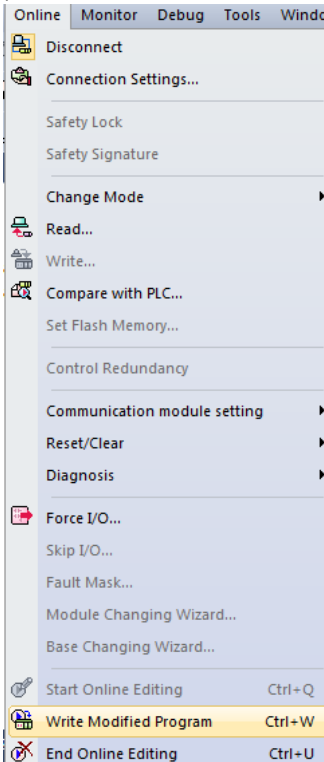 Online Monitor Debug Tools
Disconnect
Connection Settings...
Safety Lock
Safety Signature
Change Mode
Read...
Write...
Compare with PLC...
Set Flash Memory...
Control Redundancy
Communication module setting
Reset/Clear
Diagnosis
Force I/O...
Skip I/O...
Fault Mask...
Module Changing Wizard...
Base Changing Wizard...
Start Online Editing Ctrl+Q
Write Modified Program Ctrl+W
End Online Editing Ctrl+U